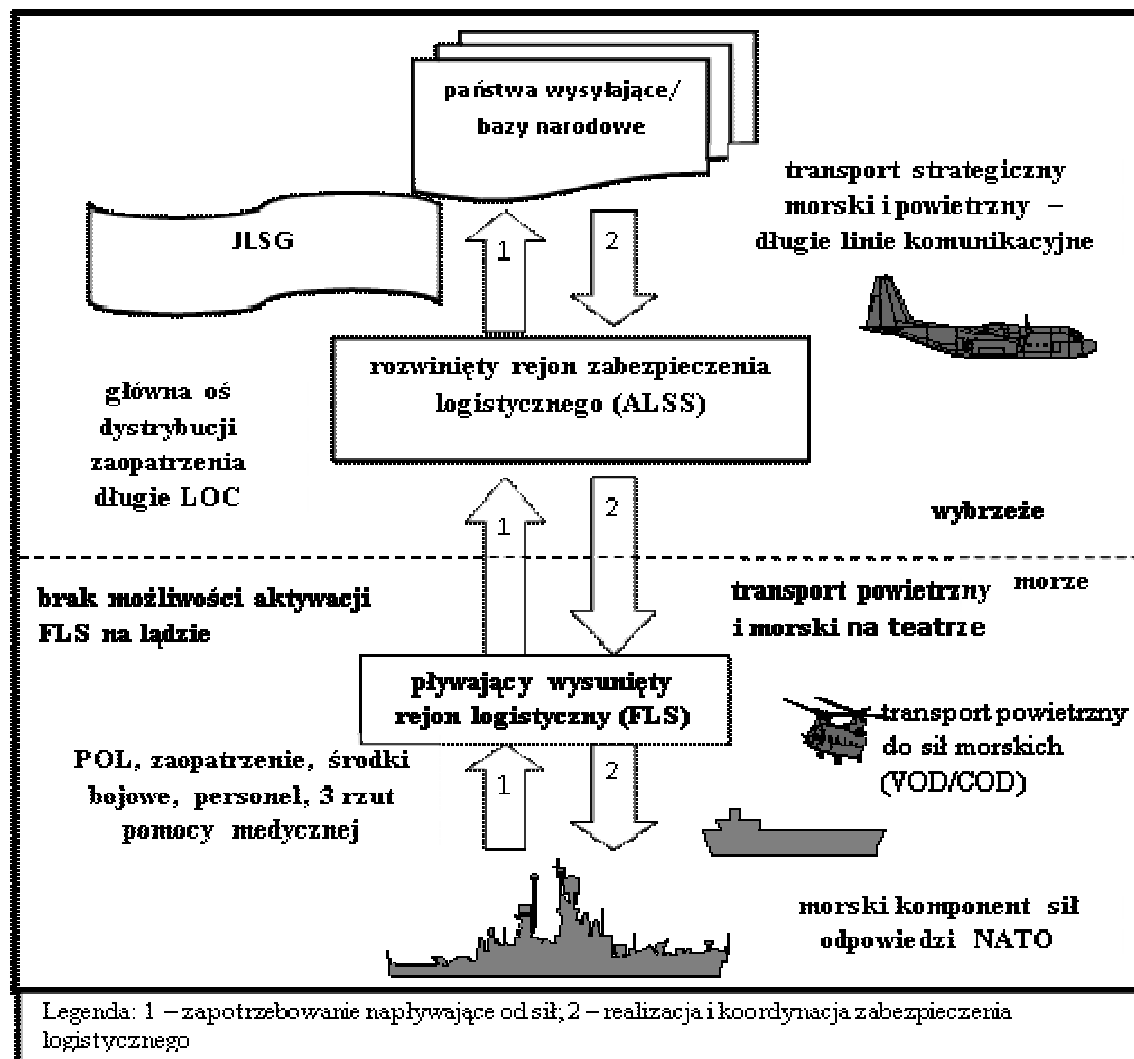 państwa wysyłające/
bazy narodowe
transport strategiczny
morski i powietrzny –
długie linie komunikacyjne
JLSG
1
2
rozwinięty rejon zabezpieczenia
logistycznego (ALSS)
główna oś
dystrybucji
zaopatrzenia
długie LOC
1
2
wybrzeże
brak możliwości aktywacji
FLS na lądzie
transport powietrzny
i morski na teatrze
morze
pływający wysunięty
rejon logistyczny (FLS)
transport powietrzny
do sił morskich
(VOD/COD)
POL, zaopatrzenie, środki
bojowe, personel, 3 rzut
pomocy medycznej
1
2
morski komponent sił
odpowiedzi NATO
Legenda: 1 – zapotrzebowanie napływające od sił; 2 – realizacja i koordynacja zabezpieczenia
logistycznego